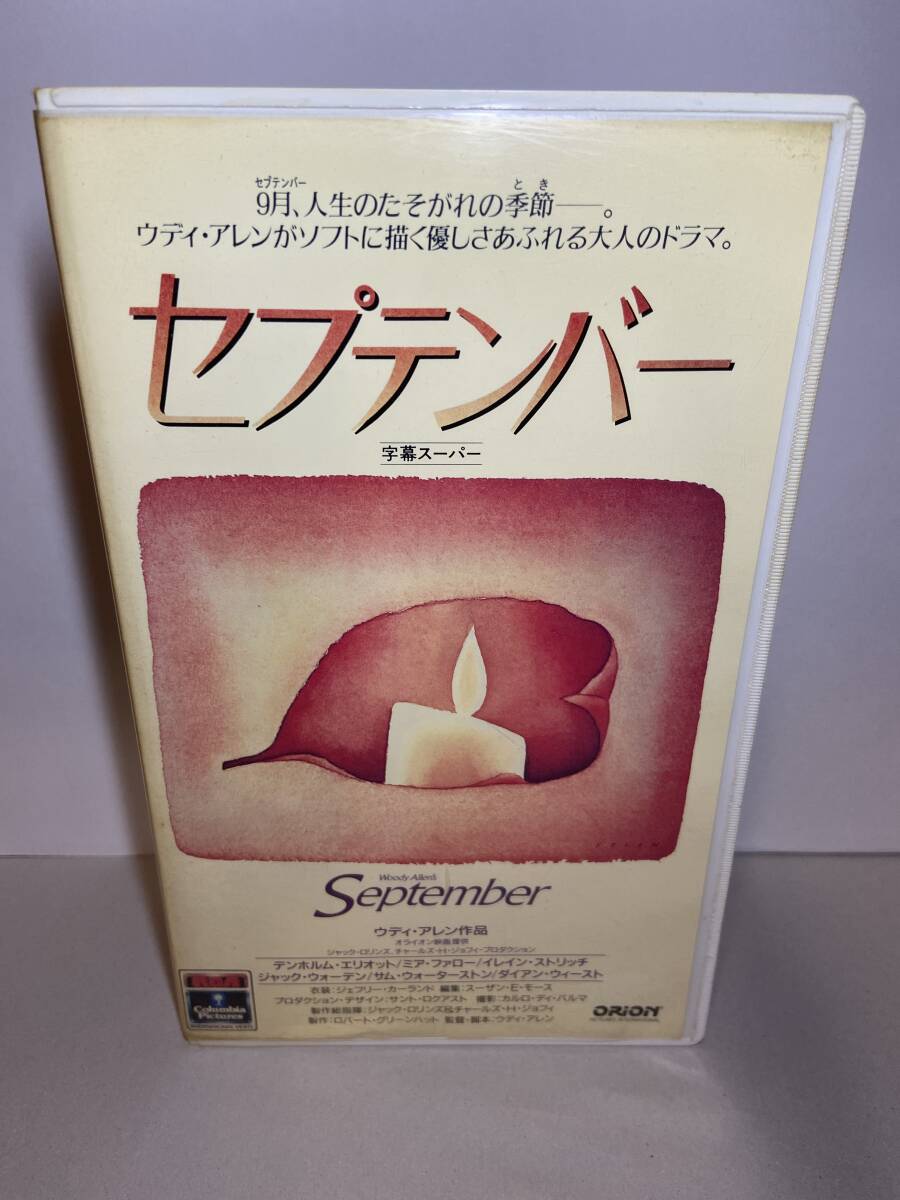 セプテンバー とき
9月、人生のたそがれの季節――。
ウディ・アレンがソフトに描く優しさあふれる大人のドラマ。
セプテンバー
字幕スーパー
Woody Allen's
September
ウディ・アレン作品
オライオン映画提供
ジャック・ロリンズ、チャールズ・H・ジョフィ・プロダクション
デンホルム・エリオット/ミア・ファロー/イレイン・ストリッチ
ジャック・ウォーデン/サム・ウォーターストン/ダイアン・ウィースト
衣装:ジェフリー・カーランド 編集:スーザン・E・モース
プロダクション・デザイン:サント・ロクアスト 撮影:カルロ・ディ・パルマ
製作総指揮:ジャック・ロリンズ&チャールズ・H・ジョフィ
製作:ロバート・グリーンハット 監督・脚本:ウディ・アレン
Columbia
Pictures
ORION
PICTURES INTERNATIONAL